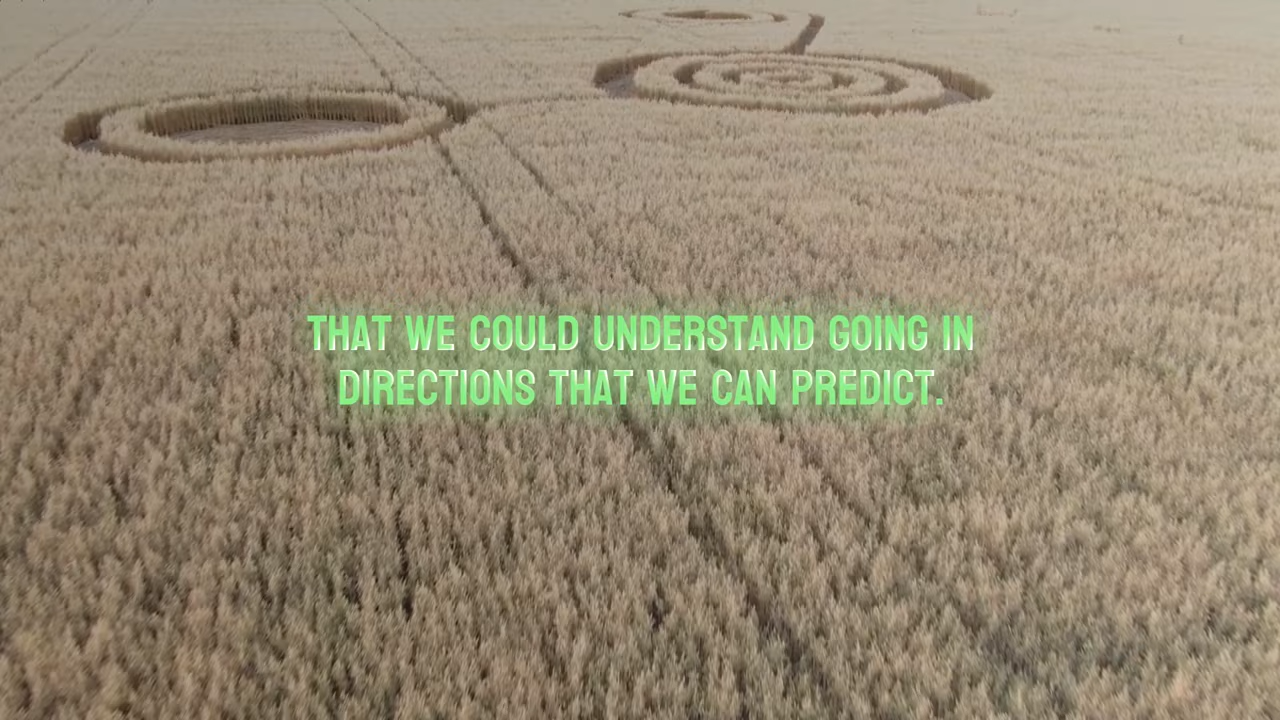 THAT WE COULD UNDERSTAND GOING IN
DIRECTIONS THAT WE CAN PREDICT.